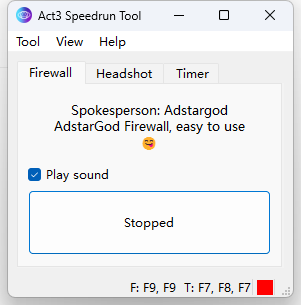 Act3 Speedrun Tool
Tool View Help
Firewall Headshot Timer
Spokesperson: Adstargod
AdstarGod Firewall, easy to use
😜
Play sound
Stopped
F: F9, F9 T: F7, F8, F7